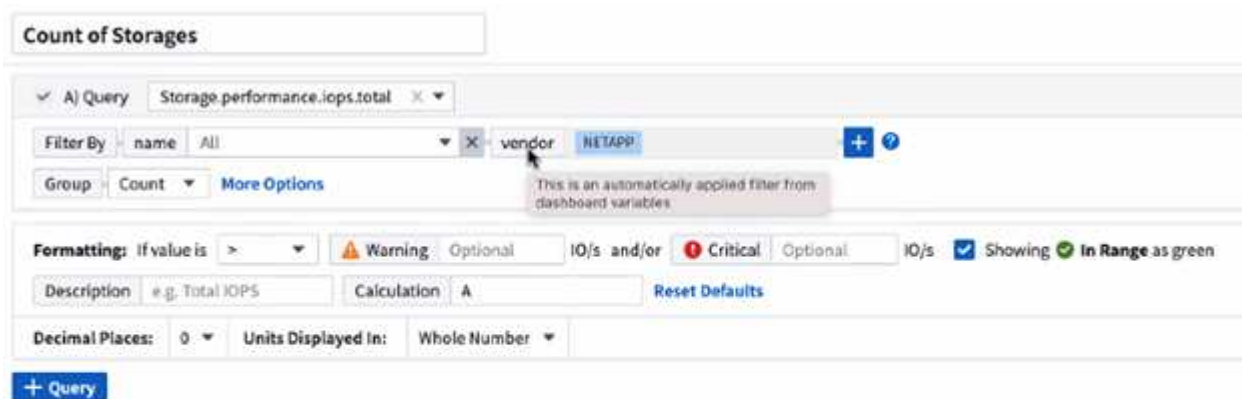 Count of Storages
A) Query Storage.performance.iops.total
Filter By name All vendor NETAPP
Group Count More Options
This is an automatically applied filter from
dashboard variables
Formatting: If value is > Warning Optional IO/s and/or Critical Optional IO/s Showing In Range as green
Description e.g. Total IOPS Calculation A Reset Defaults
Decimal Places: 0 Units Displayed In: Whole Number
+ Query